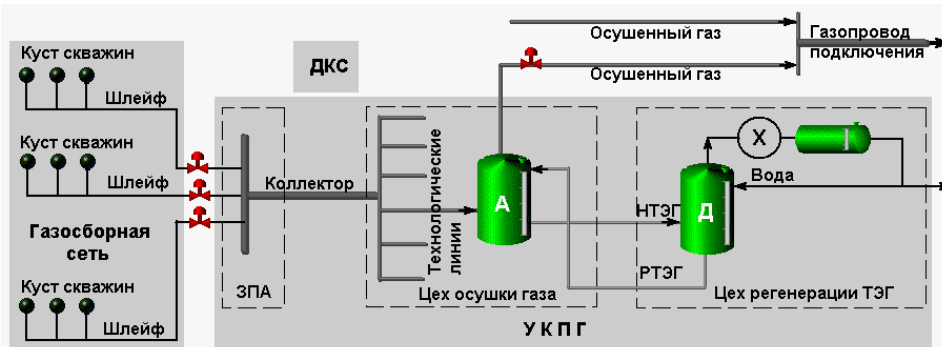 Куст скважин
Шлейф
Куст скважин
Шлейф
Газосборная
сеть
Куст скважин
Шлейф
ДКС
ЗПА
Коллектор
Технологические
линии
А
Цех осушки газа
Осушенный газ
Осушенный газ
Газопровод
подключения
НТЭГ
РТЭГ
Д
Х
Вода
Цех регенерации ТЭГ
УКПГ